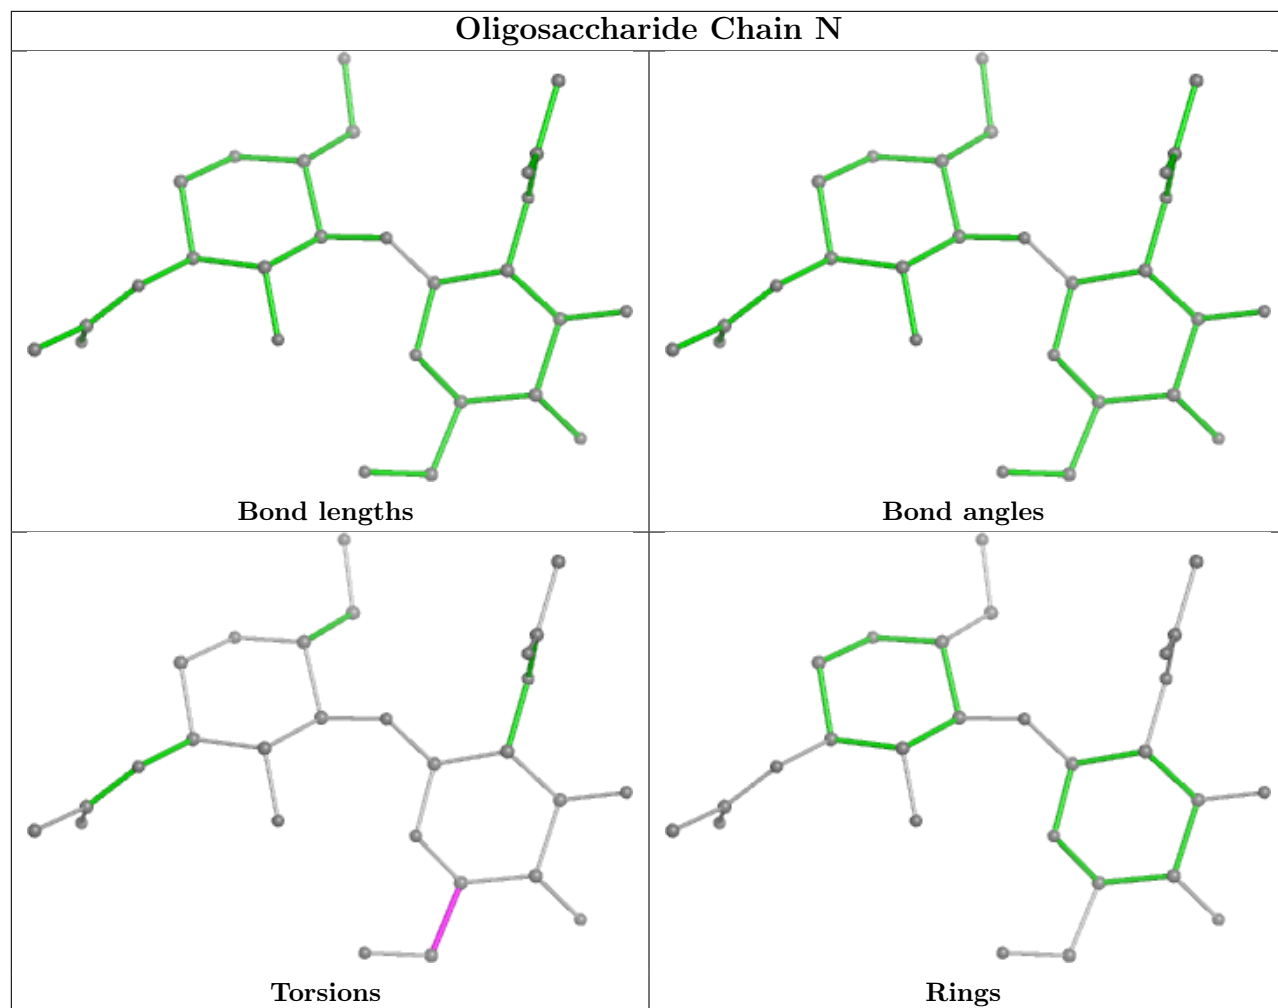 Oligosaccharide Chain N
Bond lengths
Bond angles
Torsions
Rings